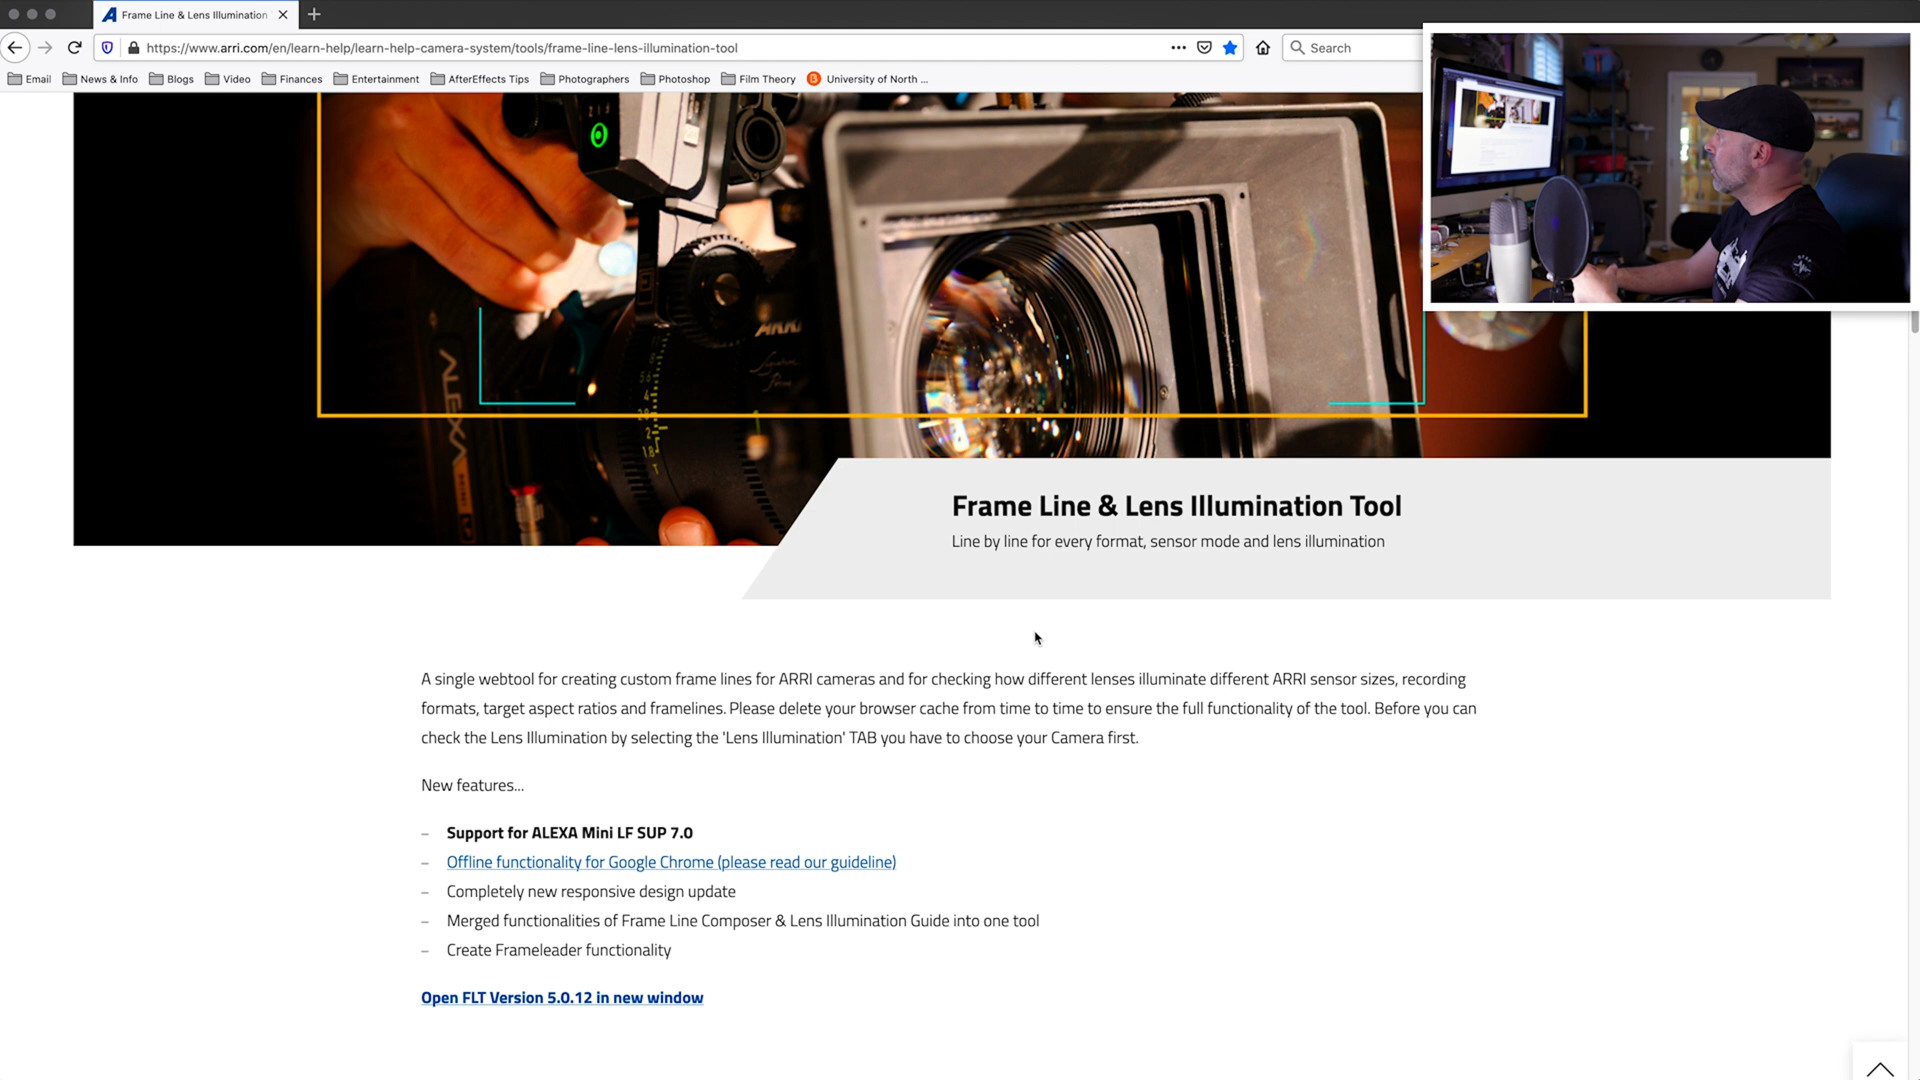 Frame Line & Lens Illumination
https://www.arri.com/en/learn-help/learn-help-camera-system/tools/frame-line-lens-illumination-tool
Search
Email News & Info Blogs Video Finances Entertainment AfterEffects Tips Photographers Photoshop Film Theory University of North ...
ARRI
ALEXA
Frame Line & Lens Illumination Tool
Line by line for every format, sensor mode and lens illumination
A single webtool for creating custom frame lines for ARRI cameras and for checking how different lenses illuminate different ARRI sensor sizes, recording
formats, target aspect ratios and framelines. Please delete your browser cache from time to time to ensure the full functionality of the tool. Before you can
check the Lens Illumination by selecting the 'Lens Illumination' TAB you have to choose your Camera first.
New features...
– Support for ALEXA Mini LF SUP 7.0
– Offline functionality for Google Chrome (please read our guideline)
– Completely new responsive design update
– Merged functionalities of Frame Line Composer & Lens Illumination Guide into one tool
– Create Frameleader functionality
Open FLT Version 5.0.12 in new window